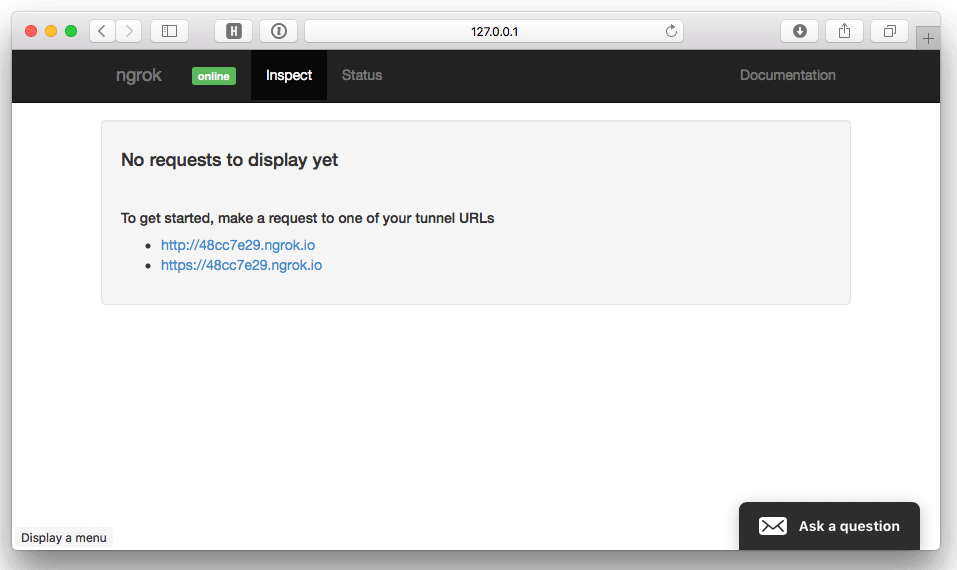 127.0.0.1
ngrok online Inspect Status Documentation
No requests to display yet
To get started, make a request to one of your tunnel URLs
http://48cc7e29.ngrok.io
https://48cc7e29.ngrok.io
Ask a question
Display a menu